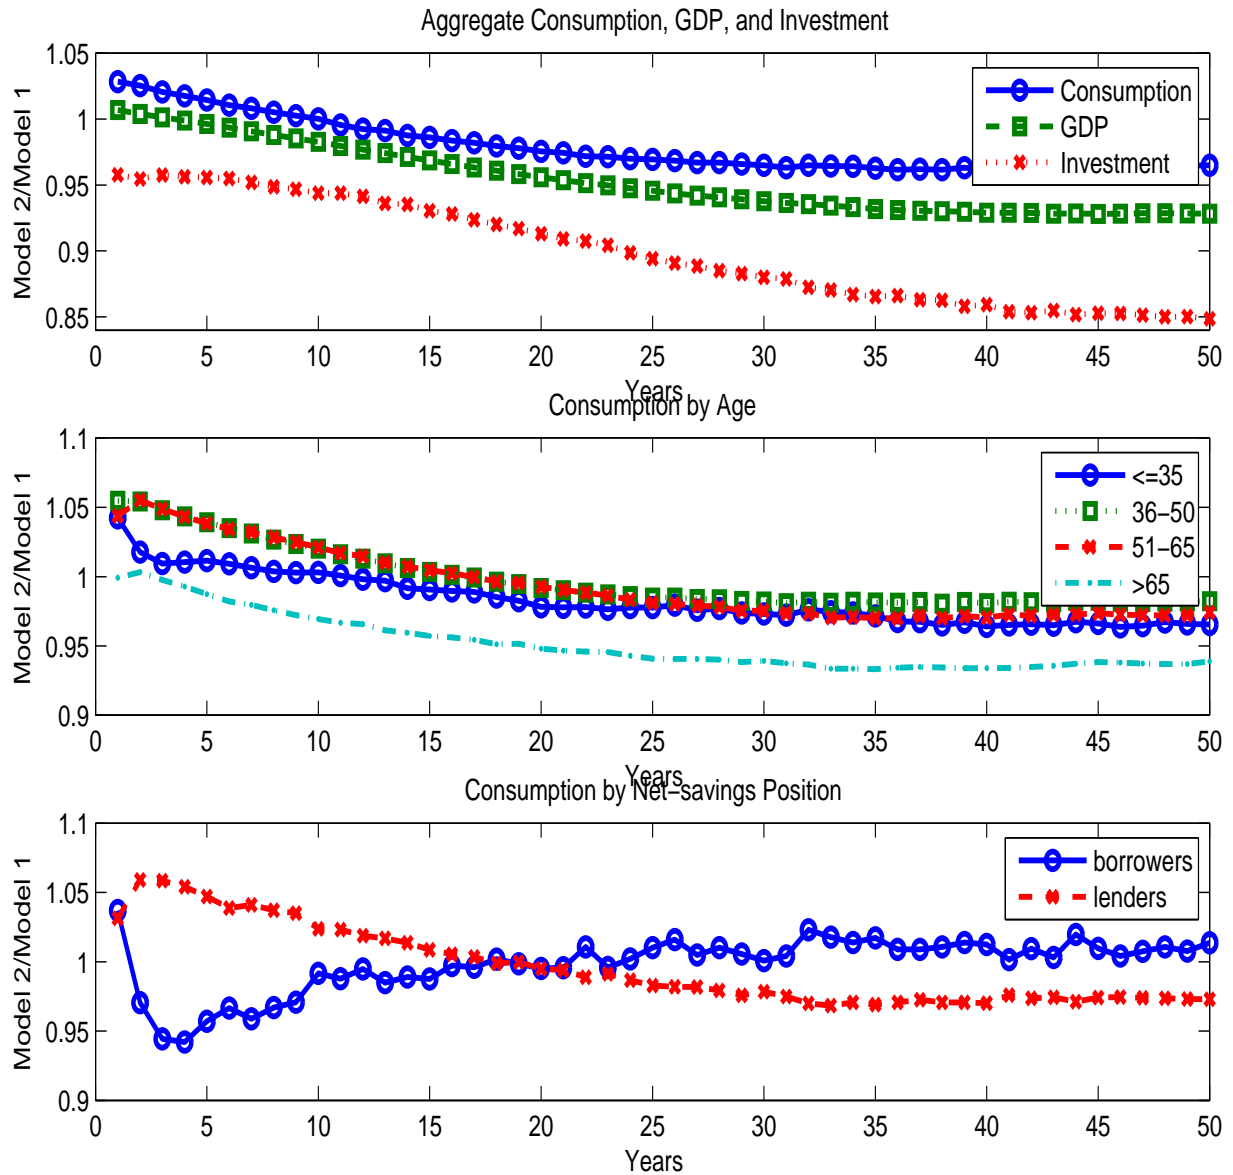 Aggregate Consumption, GDP, and Investment
1.05
1
0.95
0.9
0.85
Model 2/Model 1
Consumption
GDP
Investment
0 5 10 15 20 25 30 35 40 45 50
Years
Consumption by Age
1.1
1.05
1
0.95
0.9
Model 2/Model 1
<=35
36−50
51−65
>65
0 5 10 15 20 25 30 35 40 45 50
Years
Consumption by Net−savings Position
1.1
1.05
1
0.95
0.9
Model 2/Model 1
borrowers
lenders
0 5 10 15 20 25 30 35 40 45 50
Years